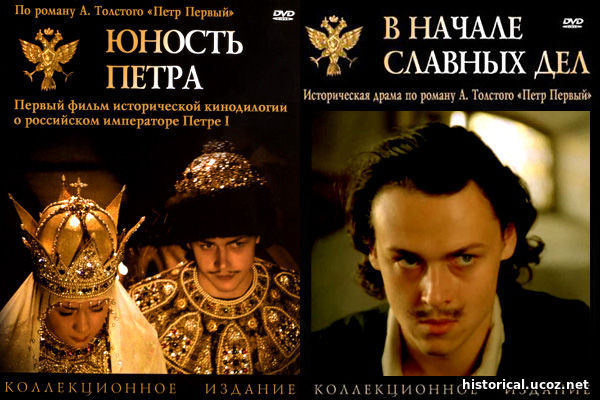 По роману А. Толстого «Петр Первый»
DVD
ЮНОСТЬ
ПЕТРА
Первый фильм исторической кинодилогии
о российском императоре Петре I
КОЛЛЕКЦИОННОЕ ИЗДАНИЕ
DVD
В НАЧАЛЕ
СЛАВНЫХ ДЕЛ
Историческая драма по роману А. Толстого «Петр Первый»
КОЛЛЕКЦИОННОЕ ИЗДАНИЕ
historical.ucoz.net